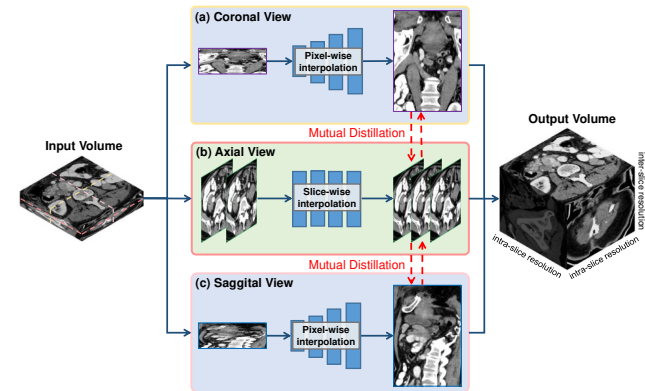 (a) Coronal View
Pixel-wise
interpolation
Mutual Distillation
Input Volume
(b) Axial View
Slice-wise
interpolation
Output Volume
inter-slice resolution
intra-slice resolution
intra-slice resolution
Mutual Distillation
(c) Saggital View
Pixel-wise
interpolation